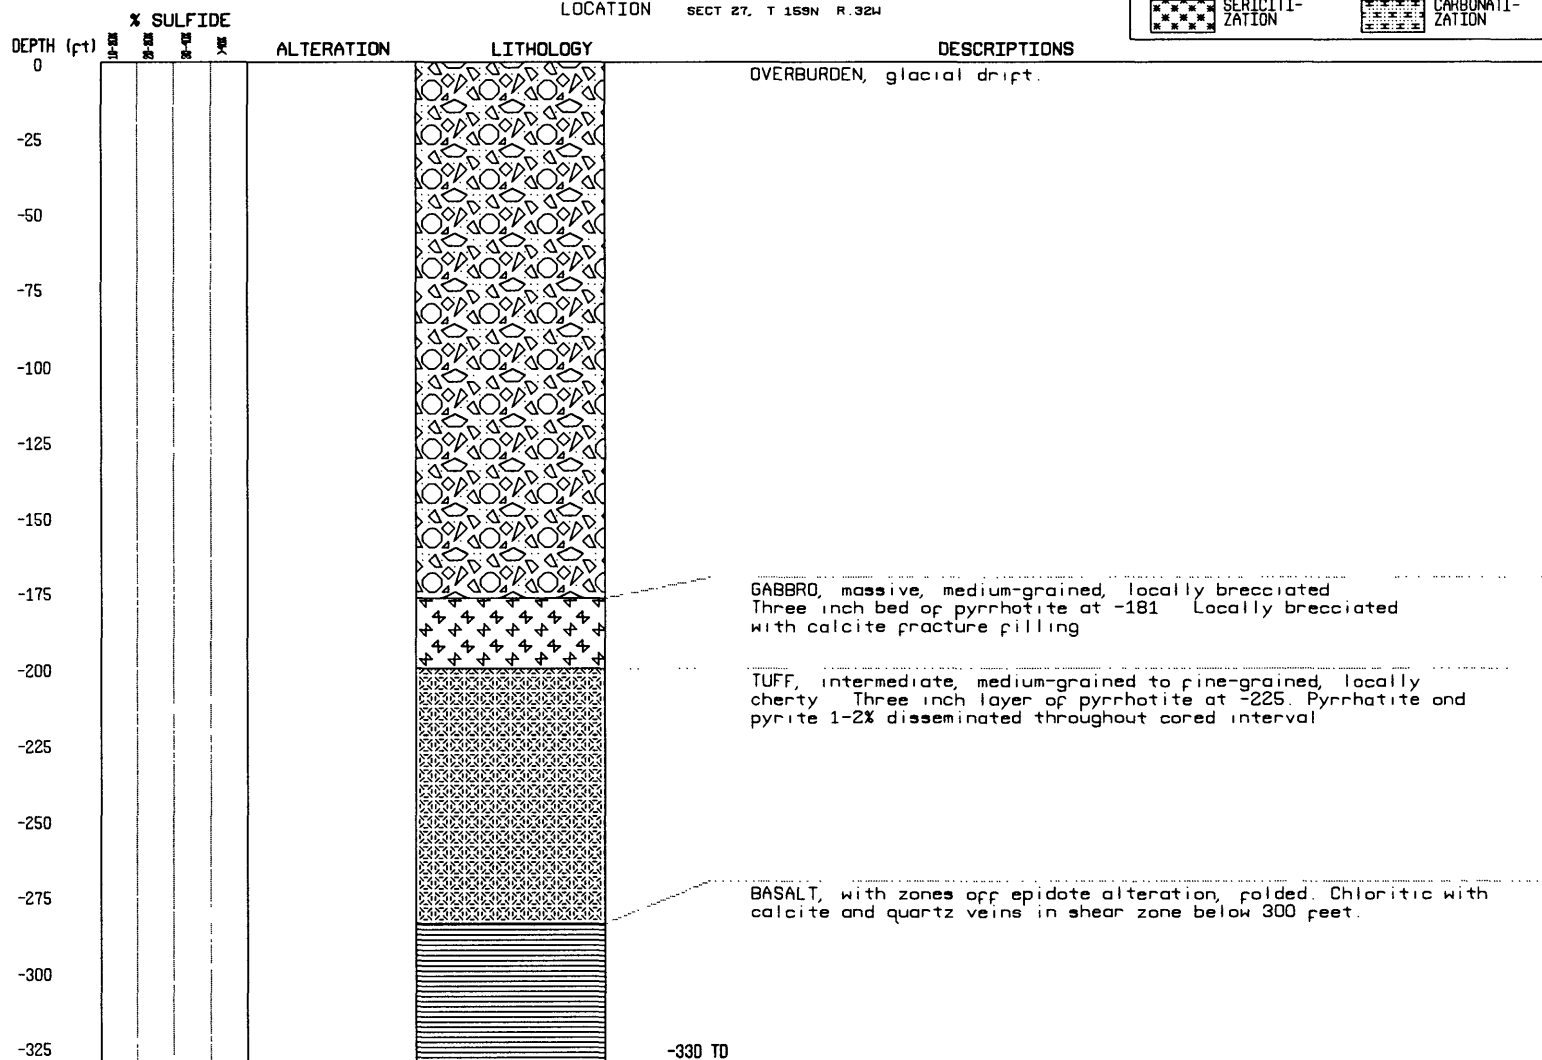 LOCATION SECT 27, T 159N R.32W
SERICITI-
ZATION
CARBONATI-
ZATION
% SULFIDE
DEPTH (ft) ALTERATION LITHOLOGY DESCRIPTIONS
0
-25
-50
-75
-100
-125
-150
-175
-200
-225
-250
-275
-300
-325
OVERBURDEN, glacial drift.
GABBRO, massive, medium-grained, locally brecciated
Three inch bed of pyrrhotite at -181 Locally brecciated
with calcite fracture filling
TUFF, intermediate, medium-grained to fine-grained, locally
cherty Three inch layer of pyrrhotite at -225. Pyrrhatite and
pyrite 1-2% disseminated throughout cored interval
BASALT, with zones off epidote alteration, folded. Chloritic with
calcite and quartz veins in shear zone below 300 feet.
-330 TD